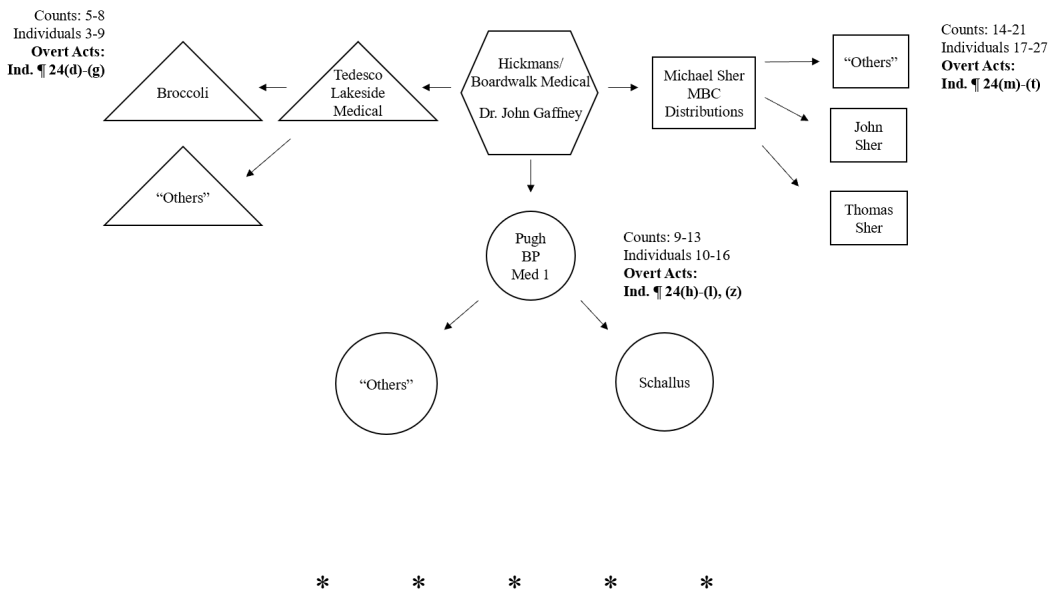 Counts: 5-8
Individuals 3-9
Overt Acts:
Ind. ¶ 24(d)-(g)
Broccoli
Tedesco
Lakeside
Medical
“Others”
Hickmans/
Boardwalk Medical
Dr. John Gaffney
Michael Sher
MBC
Distributions
“Others”
John
Sher
Thomas
Sher
Counts: 14-21
Individuals 17-27
Overt Acts:
Ind. ¶ 24(m)-(t)
Pugh
BP
Med 1
Counts: 9-13
Individuals 10-16
Overt Acts:
Ind. ¶ 24(h)-(l), (z)
“Others”
Schallus
* * * * *